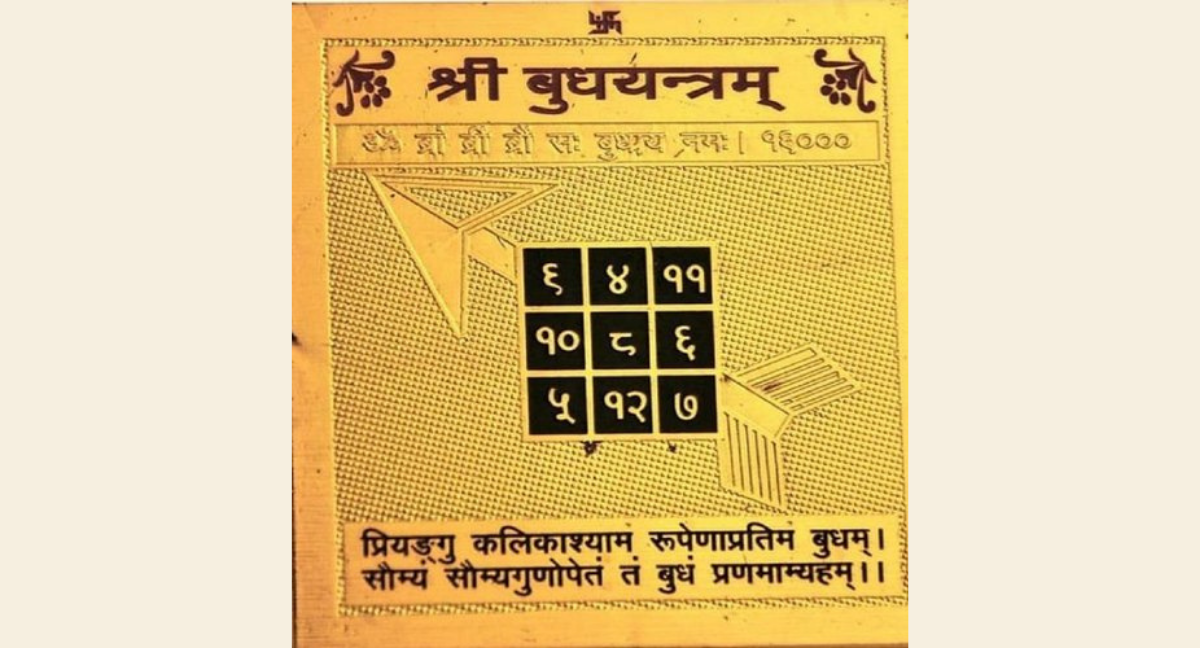 श्री बुधयन्त्रम्
ॐ ब्रां ब्रीं ब्रौं सः बुधाय नमः। १९०००
९ ४ ११
१० ८ ६
५ १२ ७
प्रियङ्गु कलिकाश्यामं रूपेणाप्रतिमं बुधम्।
सौम्यं सौम्यगुणोपेतं तं बुधं प्रणमाम्यहम्।।